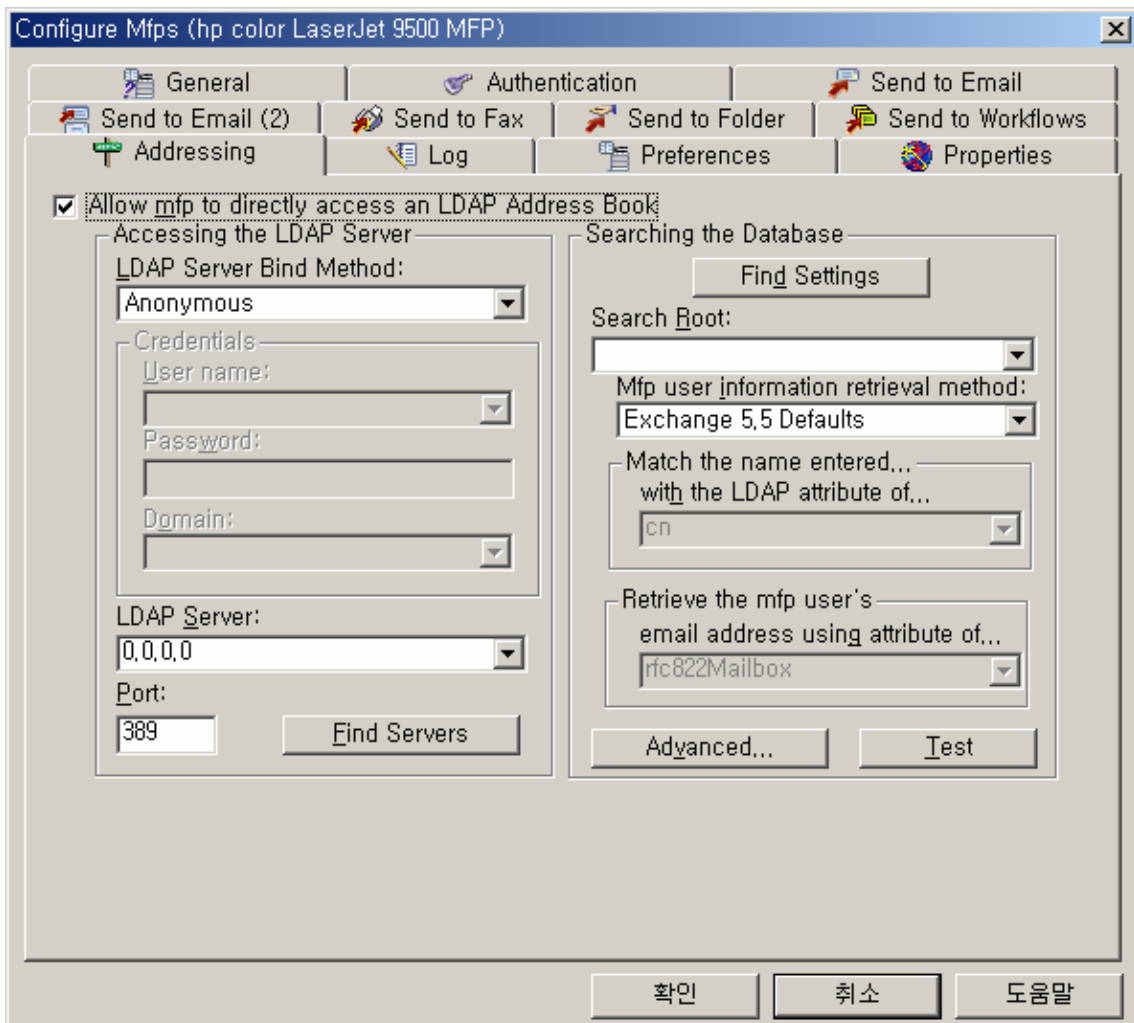 Configure Mfps (hp color LaserJet 9500 MFP)
General Authentication Send to Email
Send to Email (2) Send to Fax Send to Folder Send to Workflows
Addressing Log Preferences Properties
Allow mfp to directly access an LDAP Address Book
Accessing the LDAP Server
LDAP Server Bind Method:
Anonymous
Credentials
User name:
Password:
Domain:
LDAP Server:
0,0,0,0
Port:
389 Find Servers
Searching the Database
Find Settings
Search Root:
Mfp user information retrieval method:
Exchange 5,5 Defaults
Match the name entered,,,
with the LDAP attribute of,,,
cn
Retrieve the mfp user's
email address using attribute of,,,
rfc822Mailbox
Advanced,,, Test
확인 취소 도움말